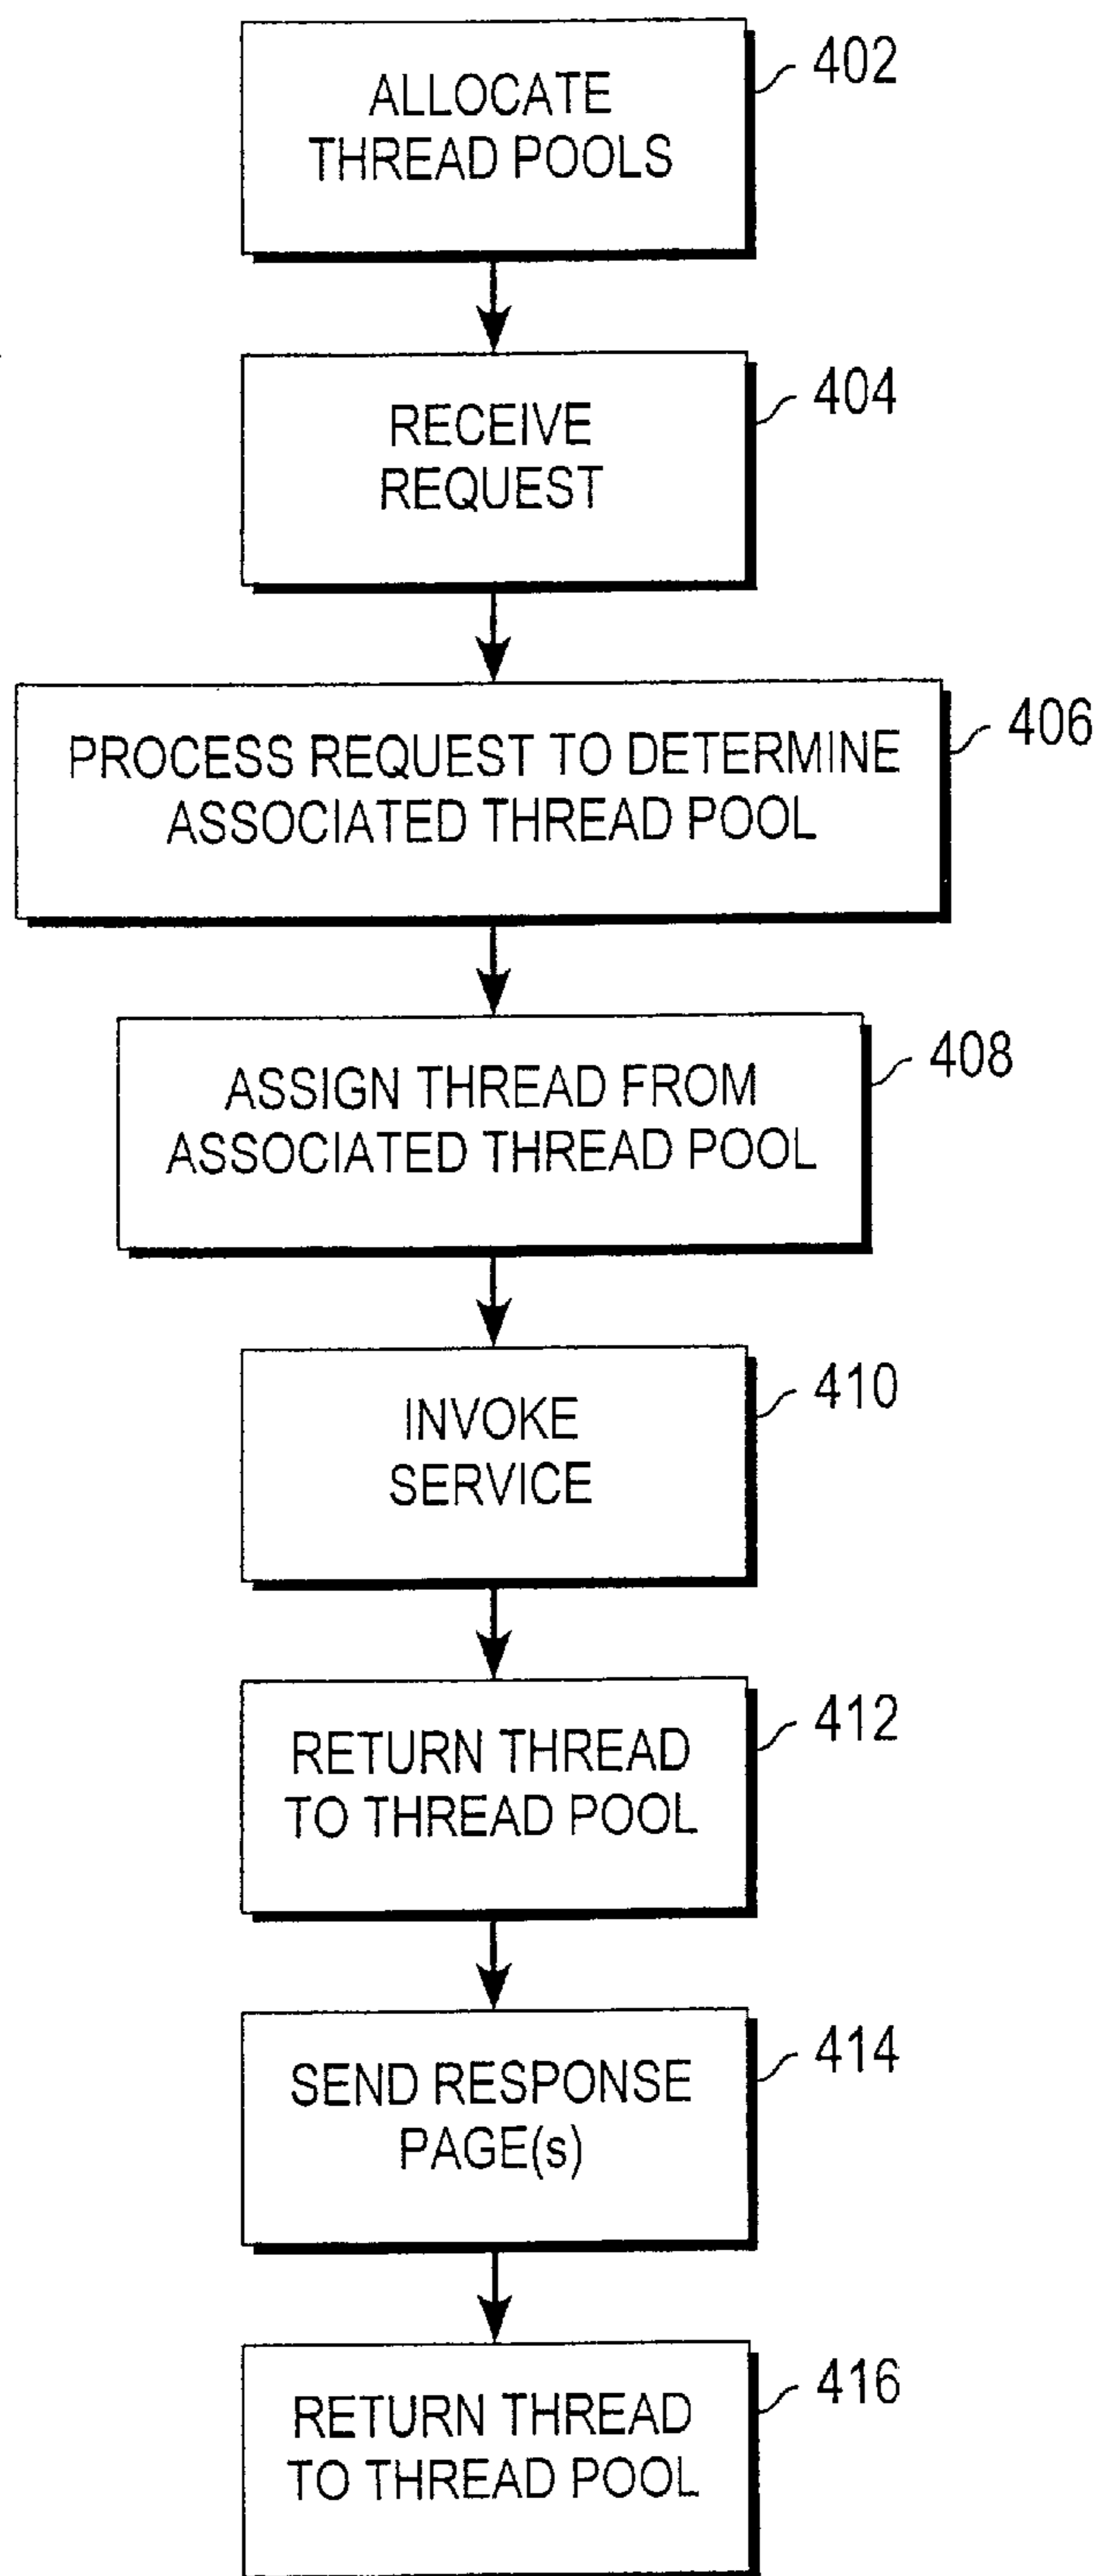 ALLOCATE
THREAD POOLS
402
RECEIVE
REQUEST
404
PROCESS REQUEST TO DETERMINE
ASSOCIATED THREAD POOL
406
ASSIGN THREAD FROM
ASSOCIATED THREAD POOL
408
INVOKE
SERVICE
410
RETURN THREAD
TO THREAD POOL
412
SEND RESPONSE
PAGE(s)
414
RETURN THREAD
TO THREAD POOL
416